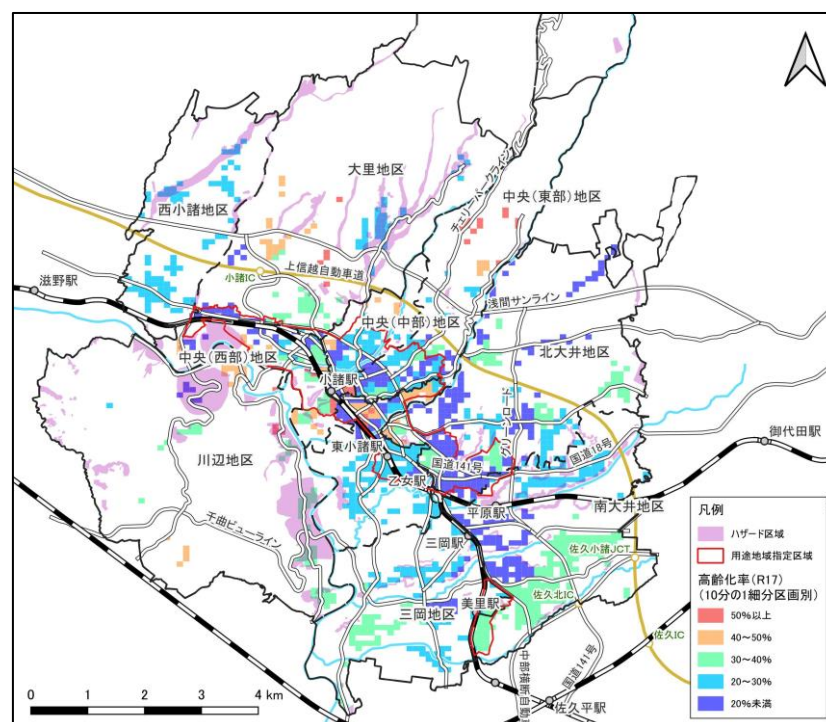 大里地区
西小諸地区
チェリーパークライン
中央(東部)地区
滋野駅
小諸IC
上信越自動車道
浅間サンライン
中央(中部)地区
中央(西部)地区
北大井地区
小諸駅
グリーンロード
御代田駅
川辺地区
東小諸駅
国道141号
国道18号
乙女駅
平原駅
南大井地区
千曲ビューライン
三岡駅
佐久小諸JCT
美里駅
佐久北IC
三岡地区
佐久IC
国道141号
中部横断自動
佐久平駅
0 1 2 3 4 km
凡例
ハザード区域
用途地域指定区域
高齢化率(R17)
(10分の1細分区画別)
50%以上
40～50%
30～40%
20～30%
20%未満